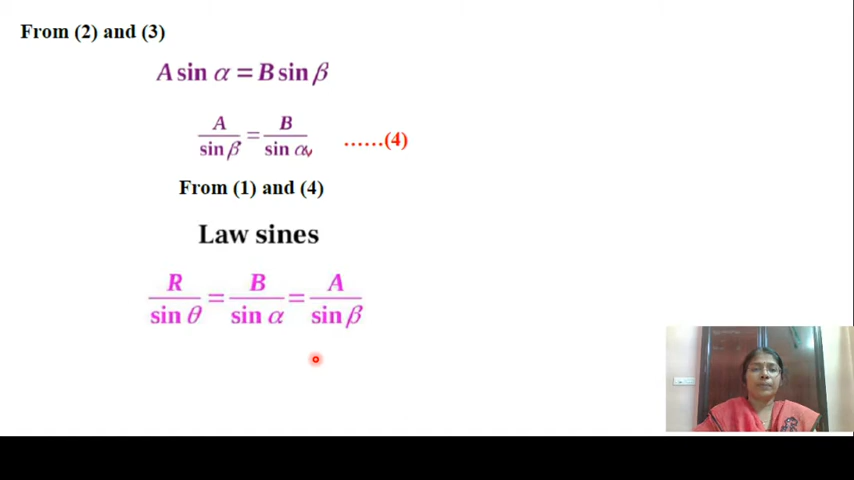 From (2) and (3)
A sin α = B sin β
A / sin β = B / sin α ......(4)
From (1) and (4)
Law sines
R / sin θ = B / sin α = A / sin β